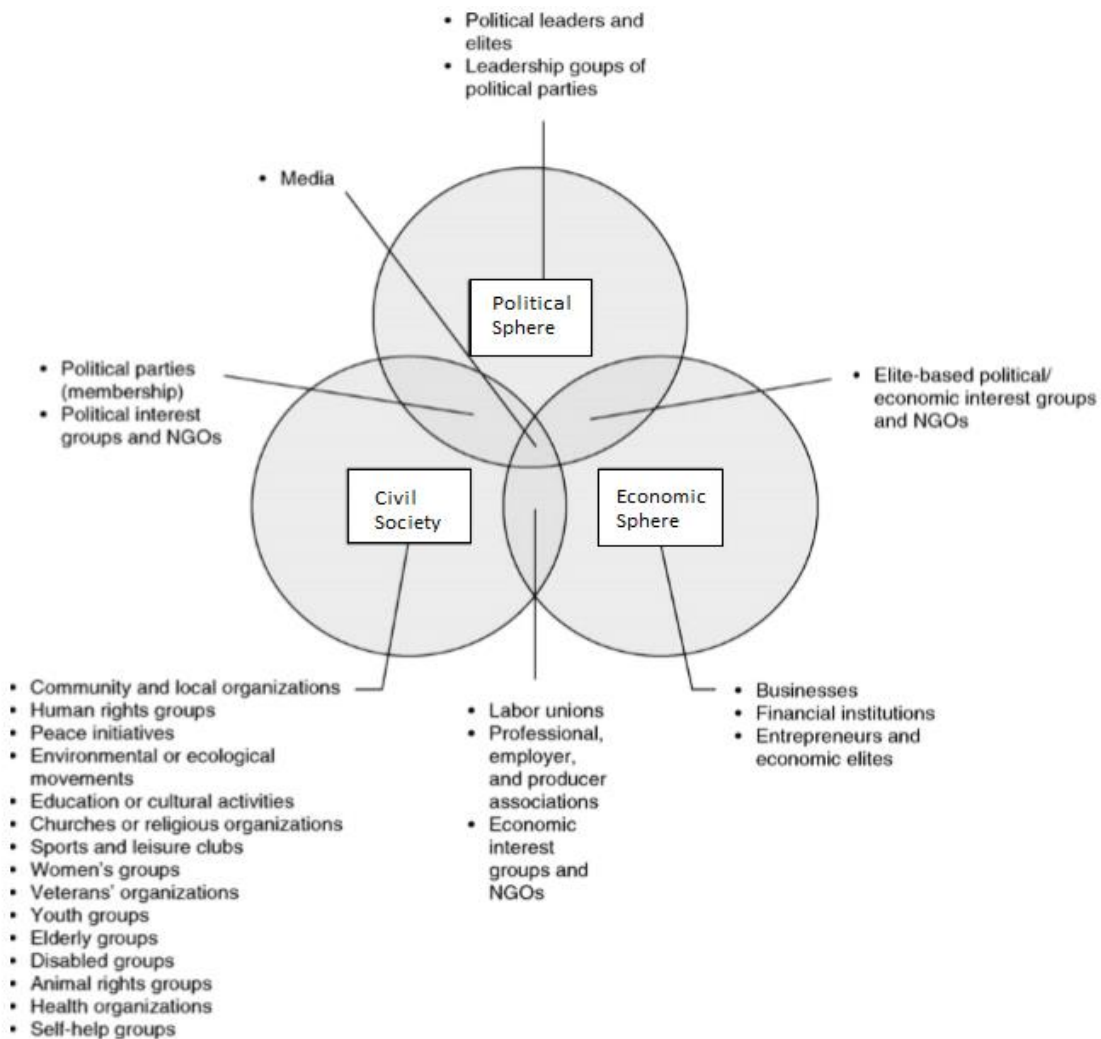 • Political leaders and
elites
• Leadership goups of
political parties
• Media
Political
Sphere
• Political parties
(membership)
• Political interest
groups and NGOs
• Elite-based political/
economic interest groups
and NGOs
Civil
Society
Economic
Sphere
• Community and local organizations
• Human rights groups
• Peace initiatives
• Environmental or ecological
movements
• Education or cultural activities
• Churches or religious organizations
• Sports and leisure clubs
• Women's groups
• Veterans' organizations
• Youth groups
• Elderly groups
• Disabled groups
• Animal rights groups
• Health organizations
• Self-help groups
• Labor unions
• Professional,
employer,
and producer
associations
• Economic
interest
groups and
NGOs
• Businesses
• Financial institutions
• Entrepreneurs and
economic elites